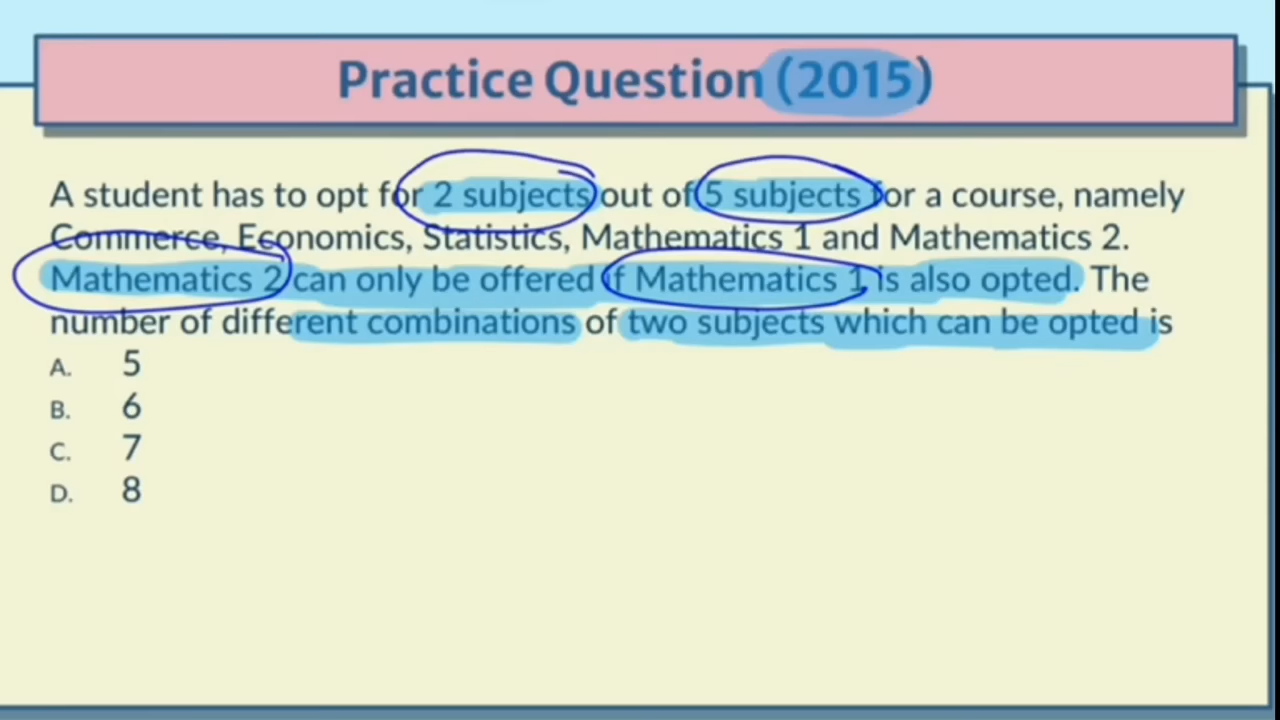 Practice Question (2015)
A student has to opt for 2 subjects out of 5 subjects for a course, namely
Commerce, Economics, Statistics, Mathematics 1 and Mathematics 2.
Mathematics 2 can only be offered if Mathematics 1 is also opted. The
number of different combinations of two subjects which can be opted is
A. 5
B. 6
C. 7
D. 8